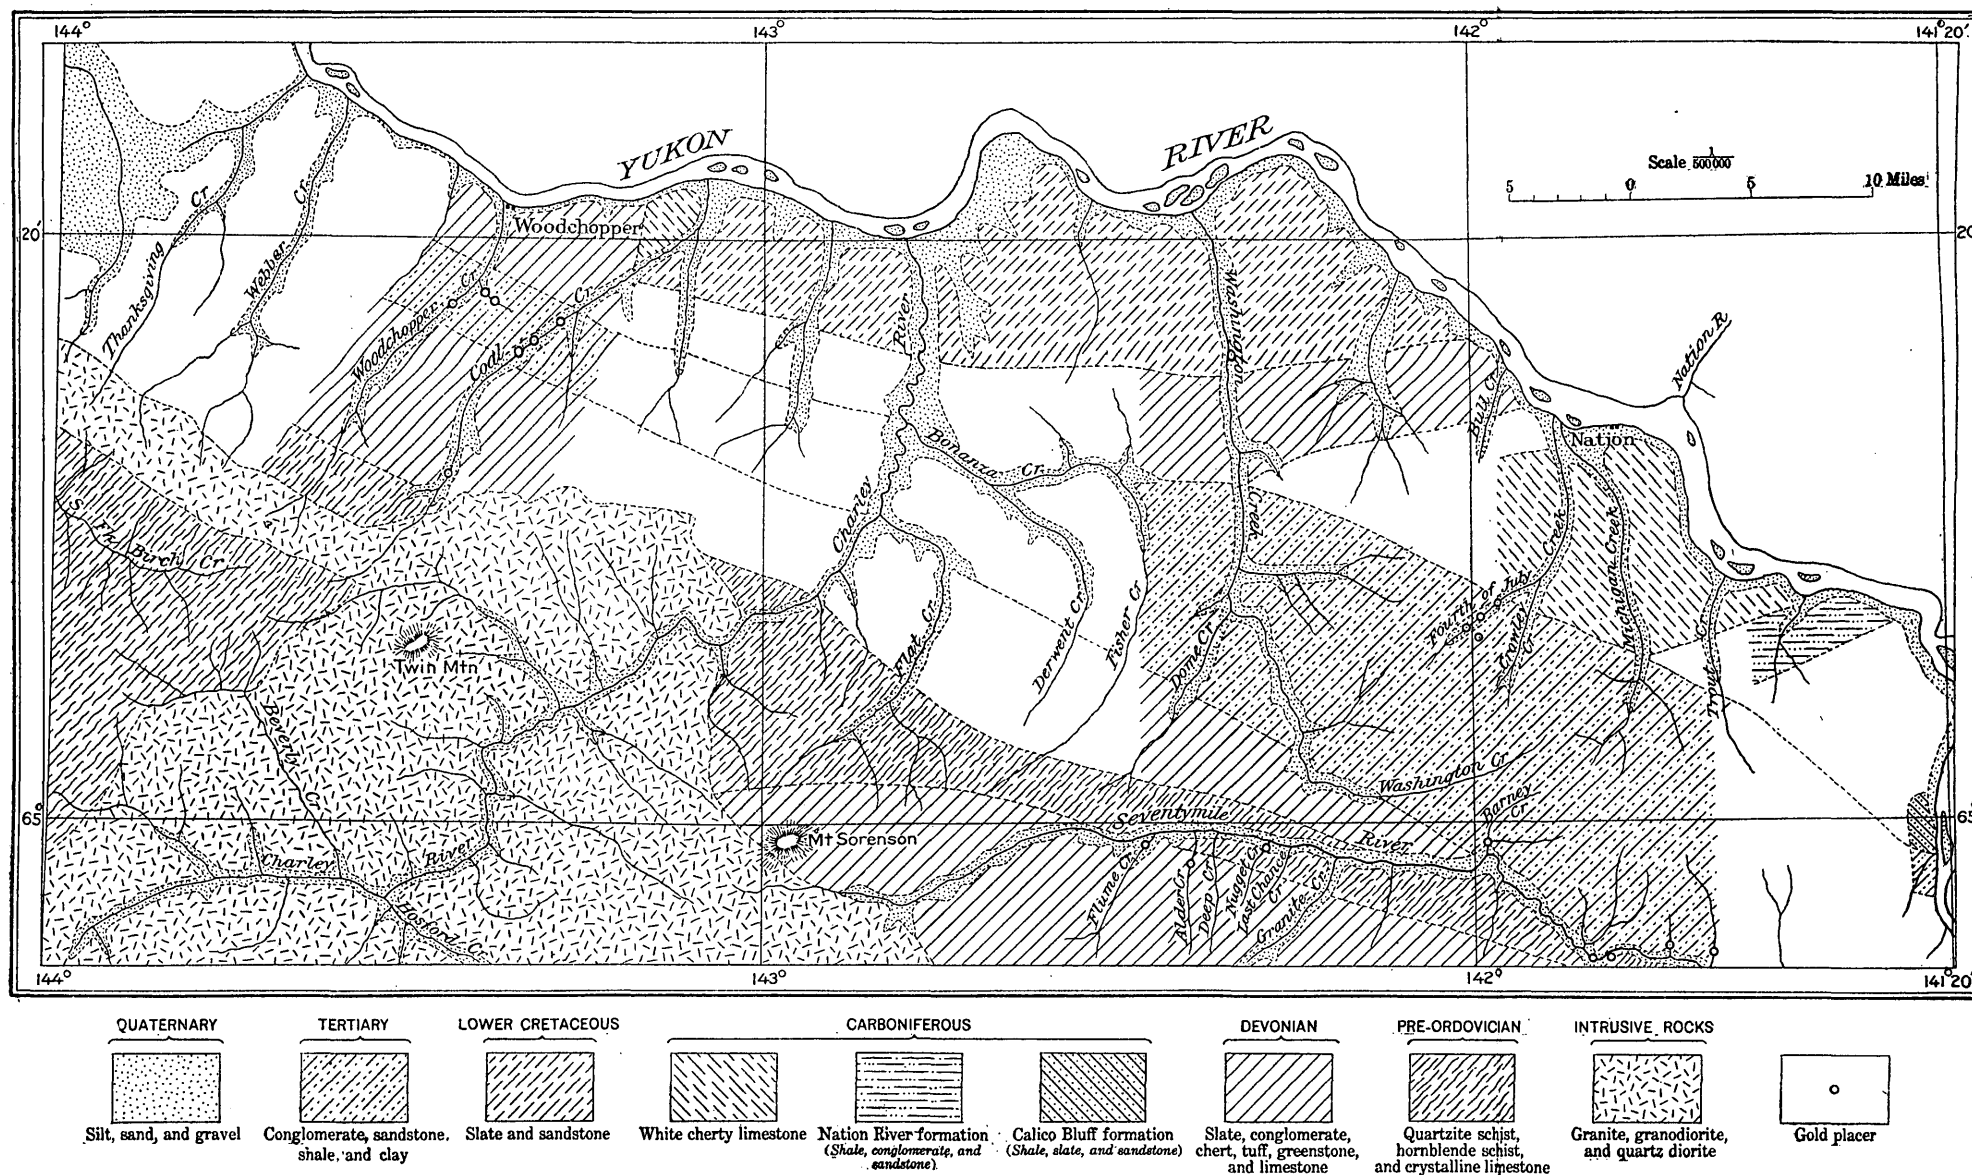 144°
143°
142°
141°20'
YUKON
RIVER
Scale 1/500000
5 0 5 10 Miles
Thanksgiving Cr
Webber Cr.
Woodchopper
20'
20
Woodchopper Cr.
Coal Cr.
River
Washington
Nation R
Bull Cr
Nation
Bonanza Cr.
Charley
Creek
S. Fk. Birch Cr
Fourth of July Creek
Michigan Creek
Crowley Cr
Trout Cr.
Twin Mtn
Flat Cr.
Derwent Cr.
Fisher Cr
Dome Cr.
Beverly Cr.
Washington Cr
Barney Cr.
65°
6
Seventymile
River
Mt Sorenson
Charley River
Flume Cr.
Alder Cr
Deep Cr
Nugget Cr.
Last Chance Cr.
Granite Cr.
Hosford Cr.
144°
143°
142°
141°20'
QUATERNARY
TERTIARY
LOWER CRETACEOUS
CARBONIFEROUS
DEVONIAN
PRE-ORDOVICIAN
INTRUSIVE ROCKS
Silt, sand, and gravel
Conglomerate, sandstone,
shale, and clay
Slate and sandstone
White cherty limestone
Nation River formation
(Shale, conglomerate, and
sandstone)
Calico Bluff formation
(Shale, slate, and sandstone)
Slate, conglomerate,
chert, tuff, greenstone,
and limestone
Quartzite schist,
hornblende schist,
and crystalline limestone
Granite, granodiorite,
and quartz diorite
Gold placer